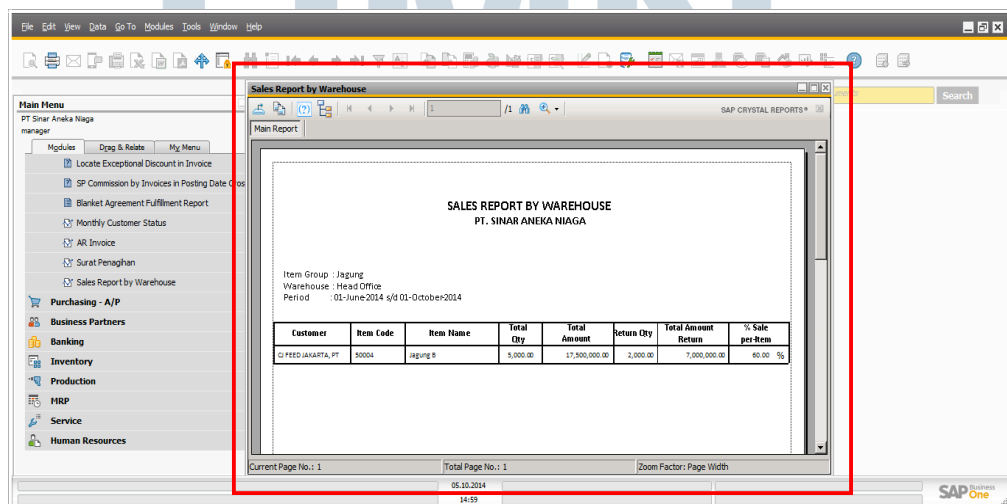 File Edit View Data Go To Modules Tools Window Help
Sales Report by Warehouse
Search
Main Menu
PT Sinar Aneka Niaga
manager
1 /1
SAP CRYSTAL REPORTS®
Main Report
Modules Drag & Relate My Menu
Locate Exceptional Discount in Invoice
SP Commission by Invoices in Posting Date Cros
Blanket Agreement Fulfillment Report
Monthly Customer Status
AR Invoice
Surat Penagihan
Sales Report by Warehouse
Purchasing - A/P
Business Partners
Banking
Inventory
Production
MRP
Service
Human Resources
SALES REPORT BY WAREHOUSE
PT. SINAR ANEKA NIAGA
Item Group : Jagung
Warehouse : Head Office
Period : 01-June-2014 s/d 01-October-2014
Customer Item Code Item Name Total Qty Total Amount Return Qty Total Amount Return % Sale per-Item
CJ FEED JAKARTA, PT 50004 Jagung B 5,000.00 17,500,000.00 2,000.00 7,000,000.00 60.00 %
Current Page No.: 1 Total Page No.: 1 Zoom Factor: Page Width
05.10.2014
14:59
SAP Business One